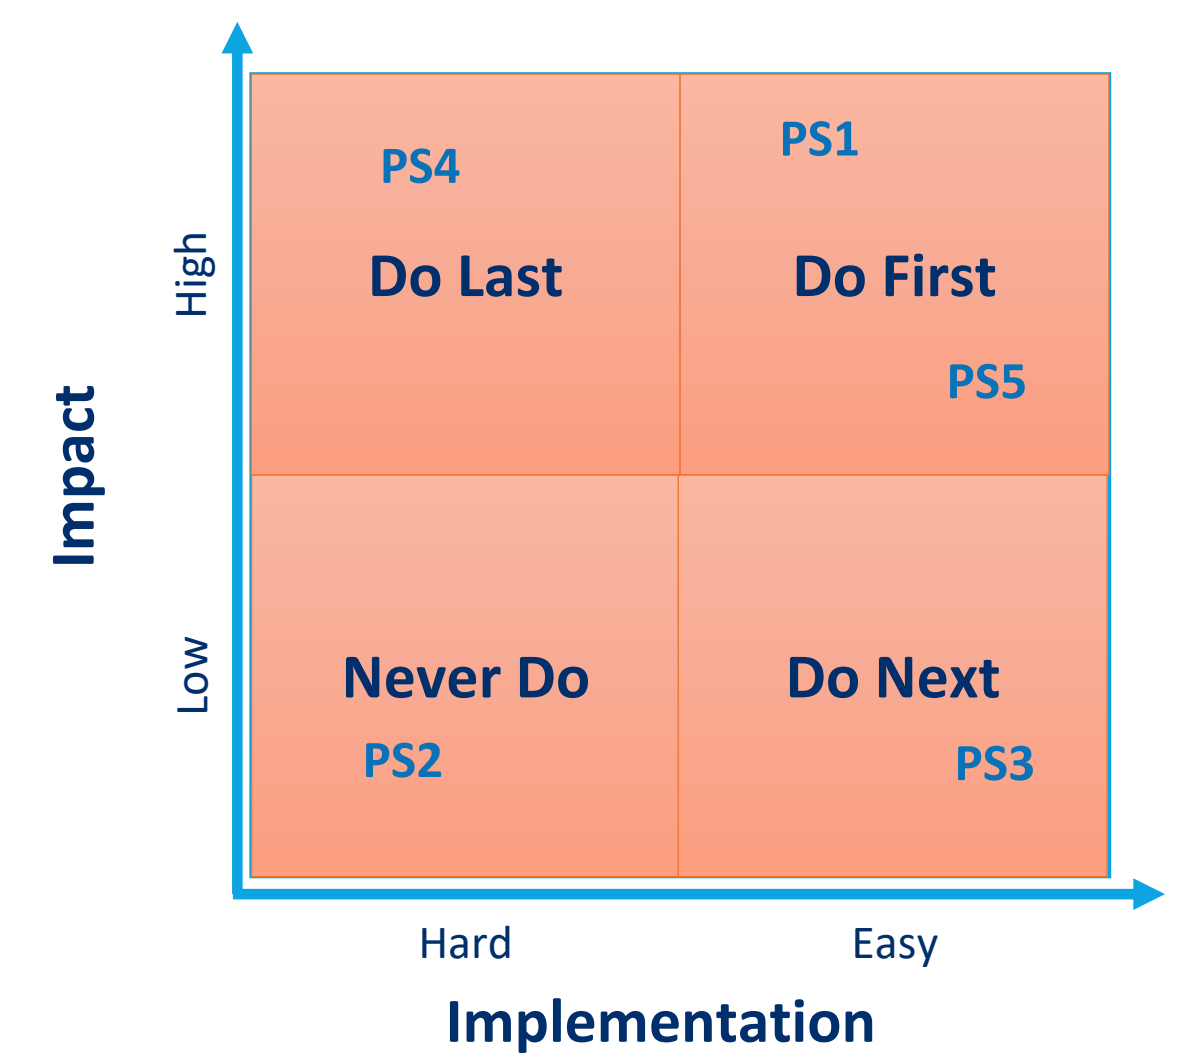 PS4
PS1
Do Last
Do First
High
PS5
Impact
Never Do
Do Next
Low
PS2
PS3
Hard
Easy
Implementation